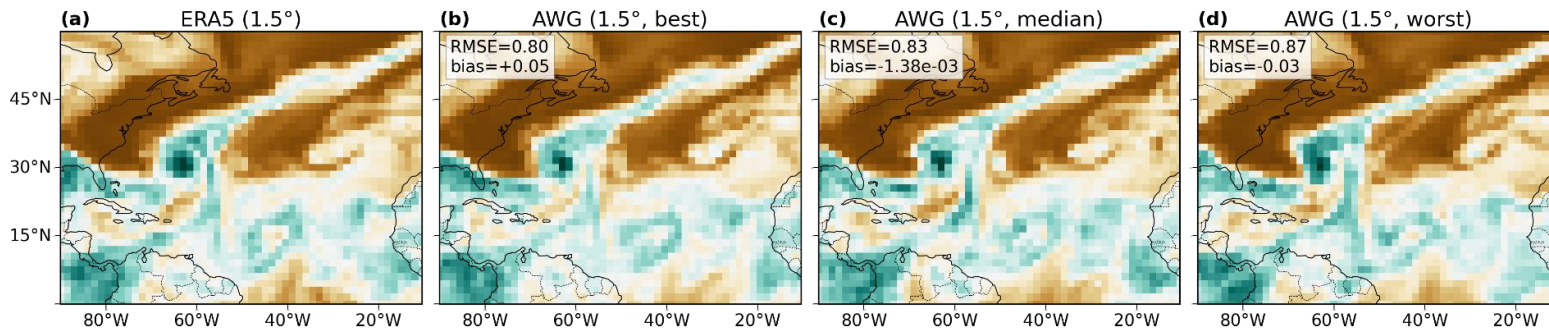 (a) ERA5 (1.5°)
(b) AWG (1.5°, best)
(c) AWG (1.5°, median)
(d) AWG (1.5°, worst)
RMSE=0.80
bias=+0.05
RMSE=0.83
bias=-1.38e-03
RMSE=0.87
bias=-0.03
45°N
30°N
15°N
80°W 60°W 40°W 20°W
80°W 60°W 40°W 20°W
80°W 60°W 40°W 20°W
80°W 60°W 40°W 20°W